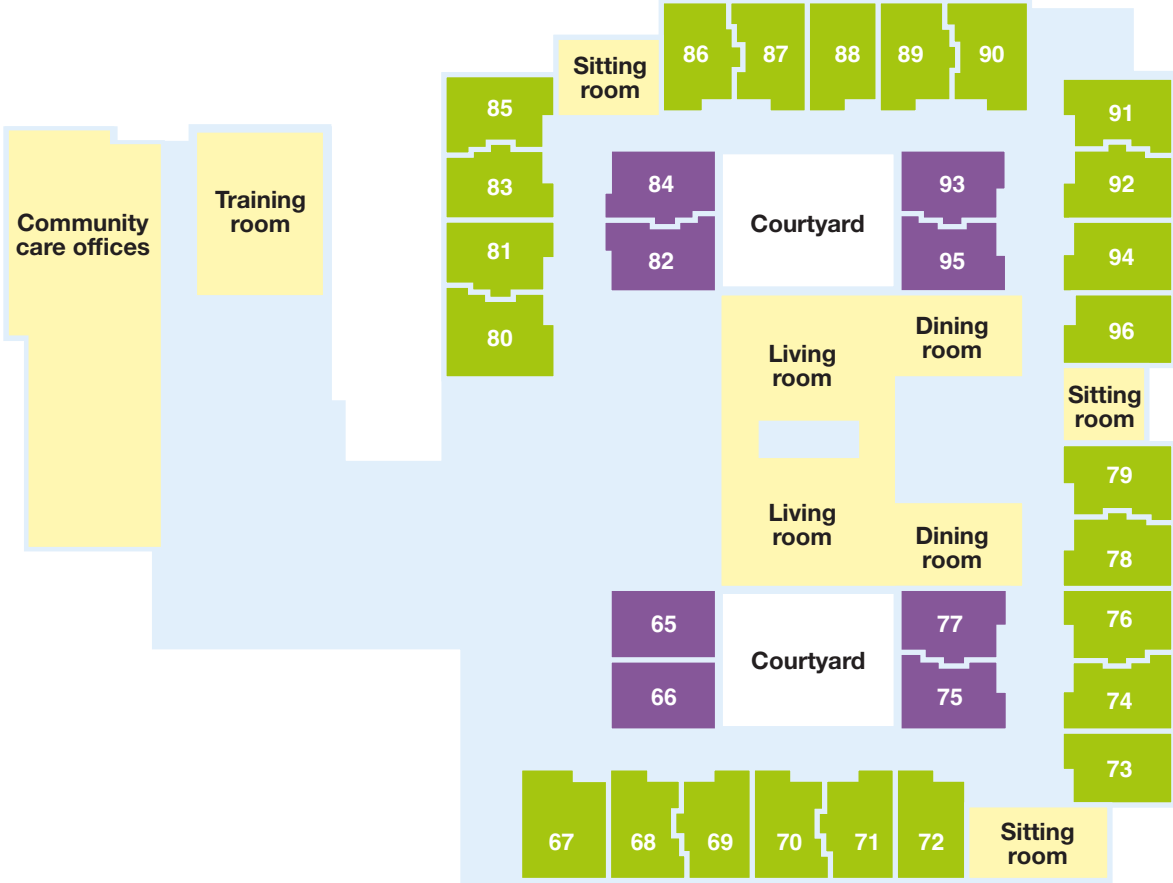 86
87
88
89
90
Sitting
room
85
91
Community
care offices
Training
room
83
84
Courtyard
93
92
81
82
95
94
80
Living
room
Dining
room
96
Sitting
room
79
Living
room
Dining
room
78
65
Courtyard
77
76
66
75
74
73
67
68
69
70
71
72
Sitting
room